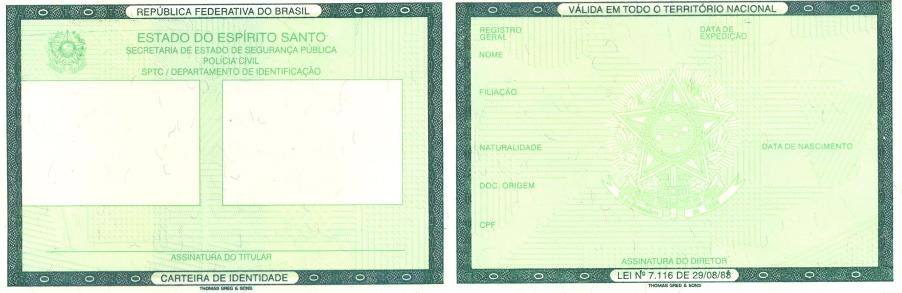 REPÚBLICA FEDERATIVA DO BRASIL
ESTADO DO ESPÍRITO SANTO
SECRETARIA DE ESTADO DE SEGURANÇA PÚBLICA
POLÍCIA CIVIL
SPTC / DEPARTAMENTO DE IDENTIFICAÇÃO
ASSINATURA DO TITULAR
CARTEIRA DE IDENTIDADE
THOMAS GREG & SONS
VÁLIDA EM TODO O TERRITÓRIO NACIONAL
REGISTRO GERAL
DATA DE EXPEDIÇÃO
NOME
FILIAÇÃO
NATURALIDADE
DATA DE NASCIMENTO
DOC. ORIGEM
CPF
ASSINATURA DO DIRETOR
LEI Nº 7.116 DE 29/08/83
THOMAS GREG & SONS